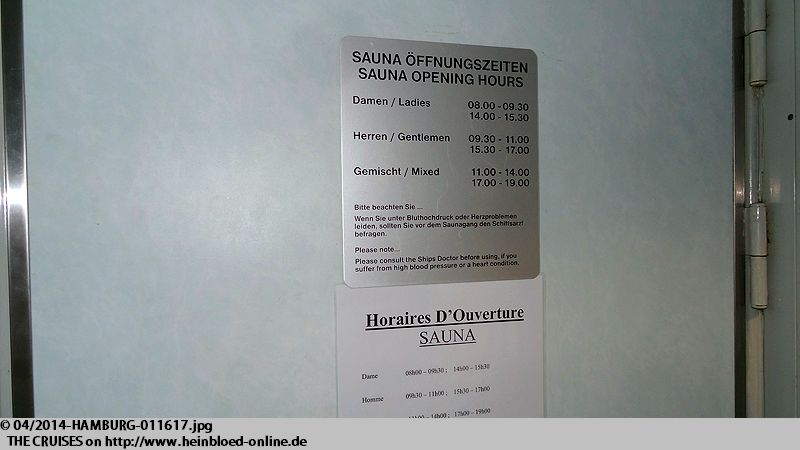 SAUNA ÖFFNUNGSZEITEN
SAUNA OPENING HOURS
Damen / Ladies 08.00 - 09.30
14.00 - 15.30
Herren / Gentlemen 09.30 - 11.00
15.30 - 17.00
Gemischt / Mixed 11.00 - 14.00
17.00 - 19.00
Bitte beachten Sie ...
Wenn Sie unter Bluthochdruck oder Herzproblemen
leiden, sollten Sie vor dem Saunagang den Schiffsarzt
befragen.
Please note...
Please consult the Ships Doctor before using, if you
suffer from high blood pressure or a heart condition.
Horaires D'Ouverture
SAUNA
Dame 08h00 – 09h30 ; 14h00 – 15h30
Homme 09h30 – 11h00 ; 15h30 – 17h00
11h00 – 14h00 ; 17h00 – 19h00
© 04/2014-HAMBURG-011617.jpg
THE CRUISES on http://www.heinbloed-online.de